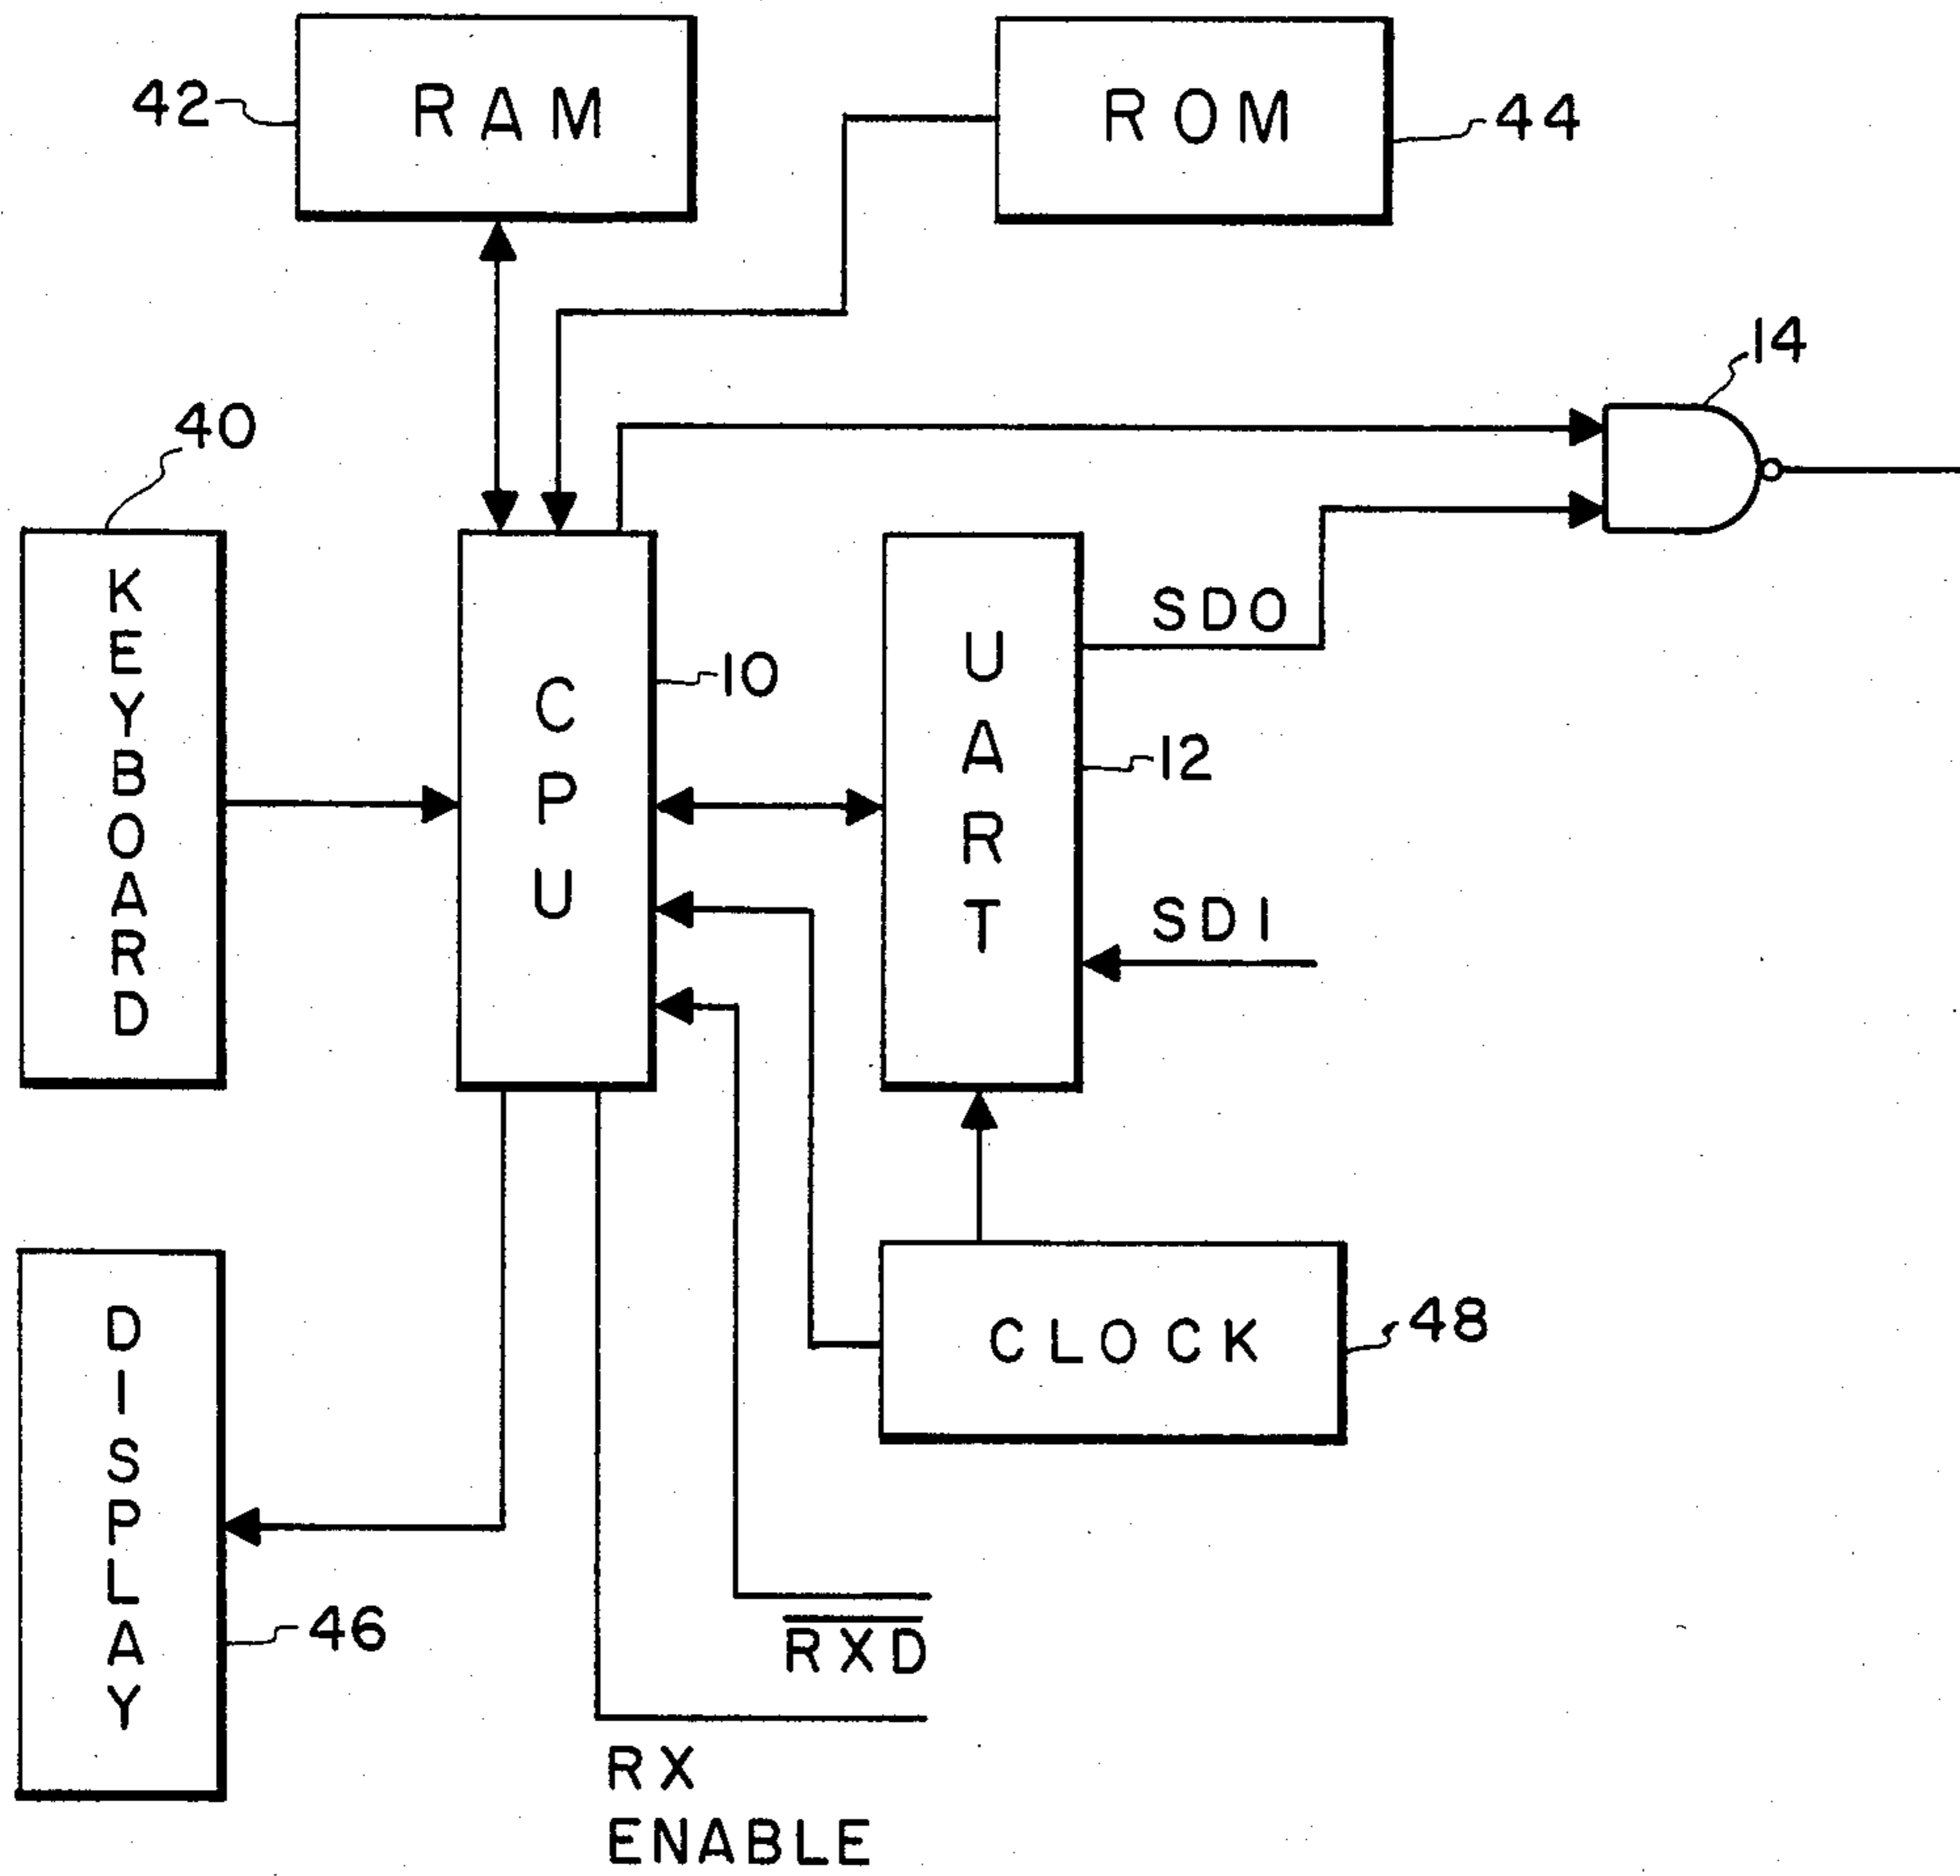 RAM
42
ROM
44
14
40
KEYBOARD
CPU
10
UART
12
SDO
SDI
CLOCK
48
DISPLAY
46
RXD
RX
ENABLE